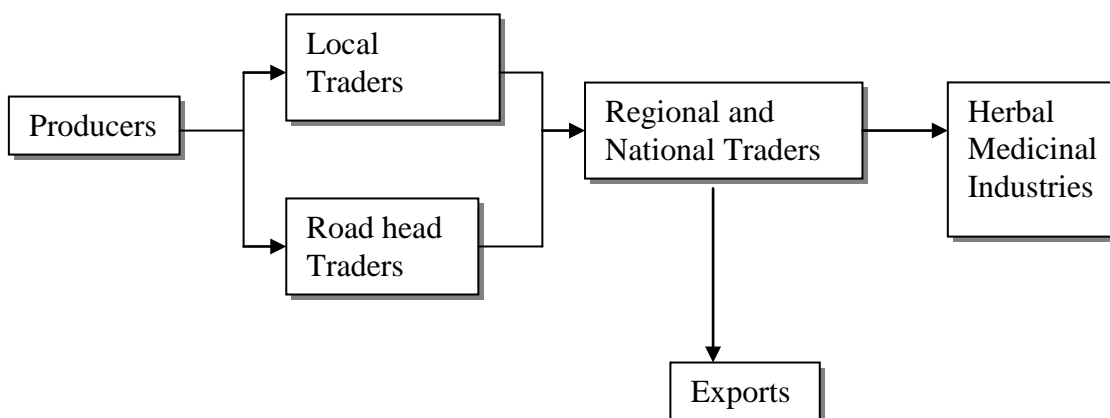 Local
Traders
Producers
Regional and
National Traders
Herbal
Medicinal
Industries
Road head
Traders
Exports